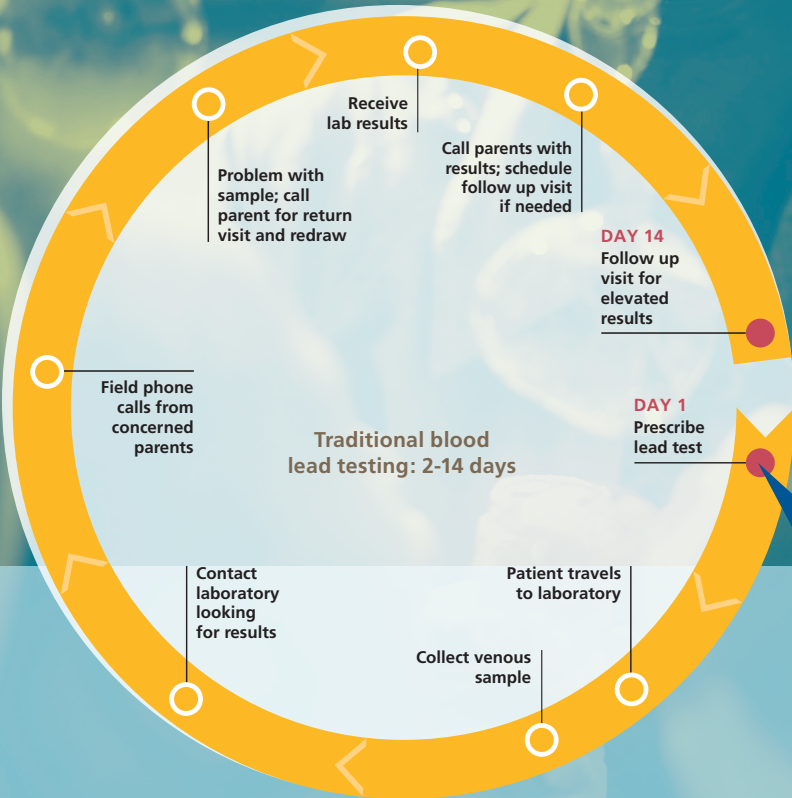 Receive
lab results
Call parents with
results; schedule
follow up visit
if needed
Problem with
sample; call
parent for return
visit and redraw
DAY 14
Follow up
visit for
elevated
results
Field phone
calls from
concerned
parents
DAY 1
Prescribe
lead test
Traditional blood
lead testing: 2-14 days
Contact
laboratory
looking
for results
Patient travels
to laboratory
Collect venous
sample